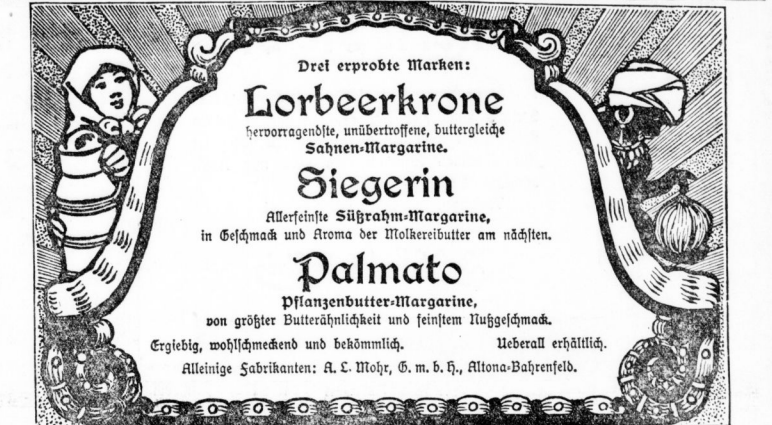 Drei erprobte Marken:
Lorbeerkrone
hervorragendste, unübertroffene, buttergleiche
Sahnen-Margarine.
Siegerin
Allerfeinste Süßrahm-Margarine,
in Geschmack und Aroma der Molkereibutter am nächsten.
Palmato
Pflanzenbutter-Margarine,
von größter Butterähnlichkeit und feinstem Nußgeschmack.
Ergiebig, wohlschmeckend und bekömmlich. Ueberall erhältlich.
Alleinige Fabrikanten: A. L. Mohr, G. m. b. H., Altona-Bahrenfeld.